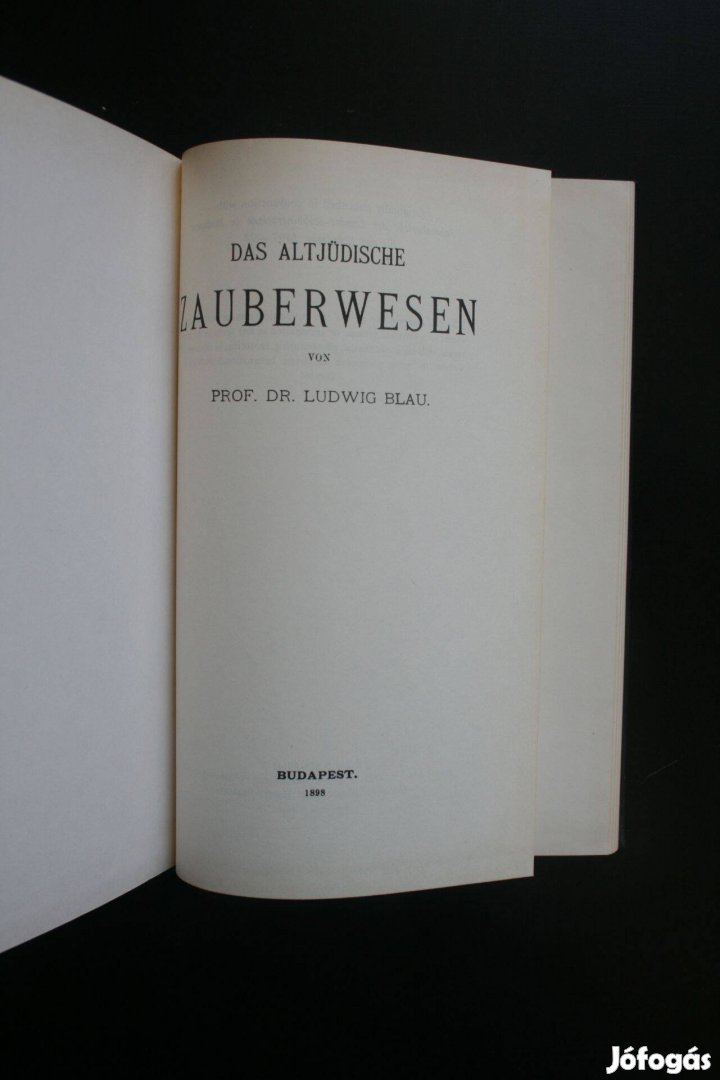 DAS ALTJÜDISCHE
ZAUBERWESEN
VON
PROF. DR. LUDWIG BLAU.
BUDAPEST.
1898
Jófogás